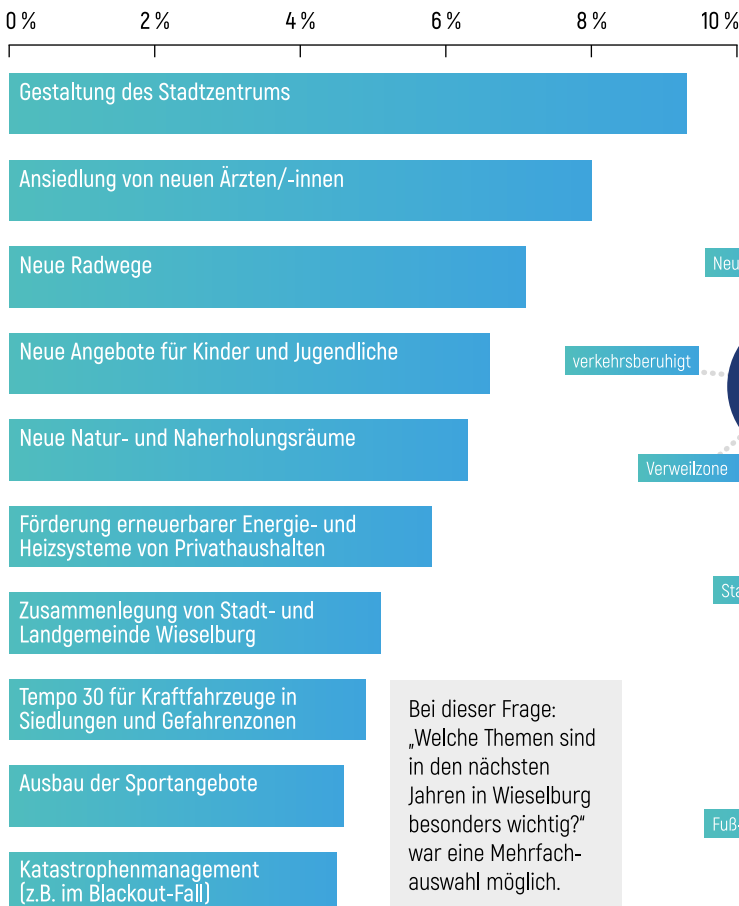 0 % 2 % 4 % 6 % 8 % 10 %
Gestaltung des Stadtzentrums
Ansiedlung von neuen Ärzten/-innen
Neue Radwege
Neue Angebote für Kinder und Jugendliche
Neue Natur- und Naherholungsräume
Förderung erneuerbarer Energie- und
Heizsysteme von Privathaushalten
Zusammenlegung von Stadt- und
Landgemeinde Wieselburg
Tempo 30 für Kraftfahrzeuge in
Siedlungen und Gefahrenzonen
Ausbau der Sportangebote
Katastrophenmanagement
(z.B. im Blackout-Fall)
Bei dieser Frage:
„Welche Themen sind
in den nächsten
Jahren in Wieselburg
besonders wichtig?“
war eine Mehrfach-
auswahl möglich.
Neu
verkehrsberuhigt
Verweilzone
Sta
Fuß-